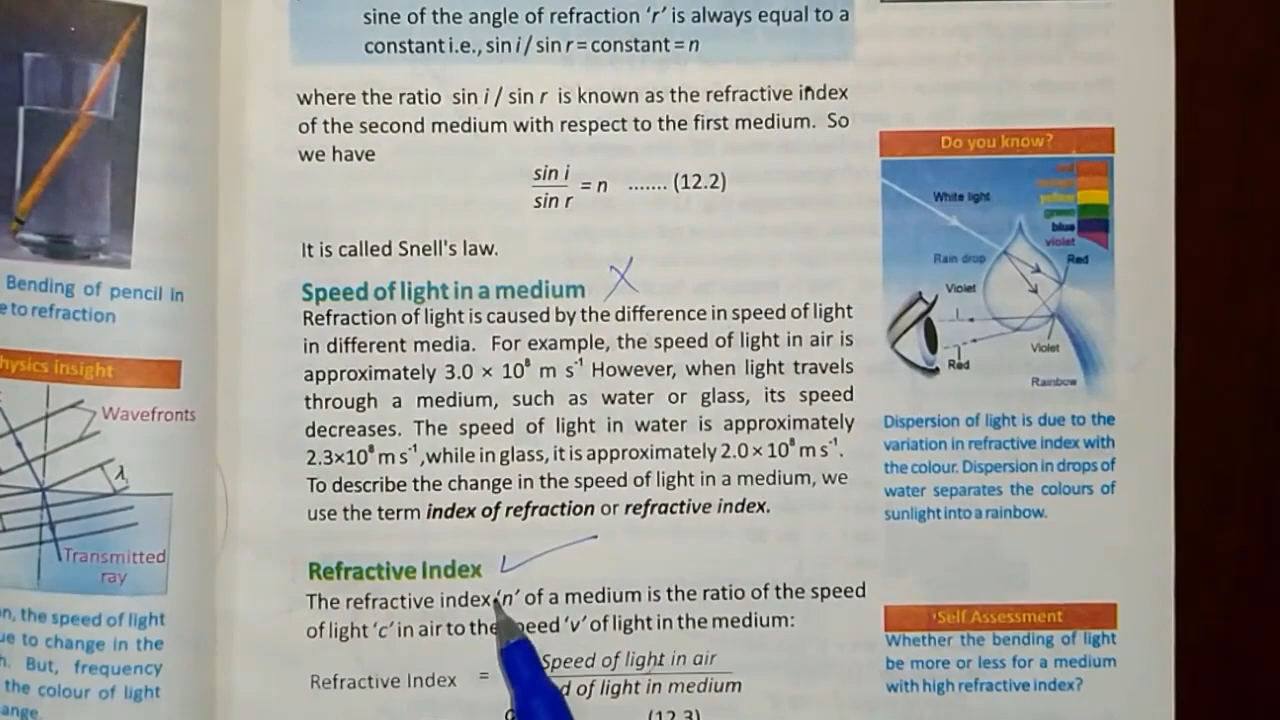 Bending of pencil in
e to refraction
hysics insight
Wavefronts
λ
Transmitted
ray
n, the speed of light
ue to change in the
h. But, frequency
the colour of light
ange.
sine of the angle of refraction 'r' is always equal to a
constant i.e., sin i / sin r = constant = n
where the ratio sin i / sin r is known as the refractive index
of the second medium with respect to the first medium. So
we have
sin i
= n ....... (12.2)
sin r
It is called Snell's law.
Speed of light in a medium
Refraction of light is caused by the difference in speed of light
in different media. For example, the speed of light in air is
approximately 3.0 × 10⁸ m s⁻¹ However, when light travels
through a medium, such as water or glass, its speed
decreases. The speed of light in water is approximately
2.3×10⁸ m s⁻¹, while in glass, it is approximately 2.0 × 10⁸ m s⁻¹.
To describe the change in the speed of light in a medium, we
use the term index of refraction or refractive index.
Refractive Index
The refractive index 'n' of a medium is the ratio of the speed
of light 'c' in air to the peed 'v' of light in the medium:
Speed of light in air
Refractive Index =
d of light in medium
(12.3)
Do you know?
White light
red
orange
yellow
green
blue
violet
Rain drop
Red
Violet
Violet
Red
Rainbow
Dispersion of light is due to the
variation in refractive index with
the colour. Dispersion in drops of
water separates the colours of
sunlight into a rainbow.
Self Assessment
Whether the bending of light
be more or less for a medium
with high refractive index?